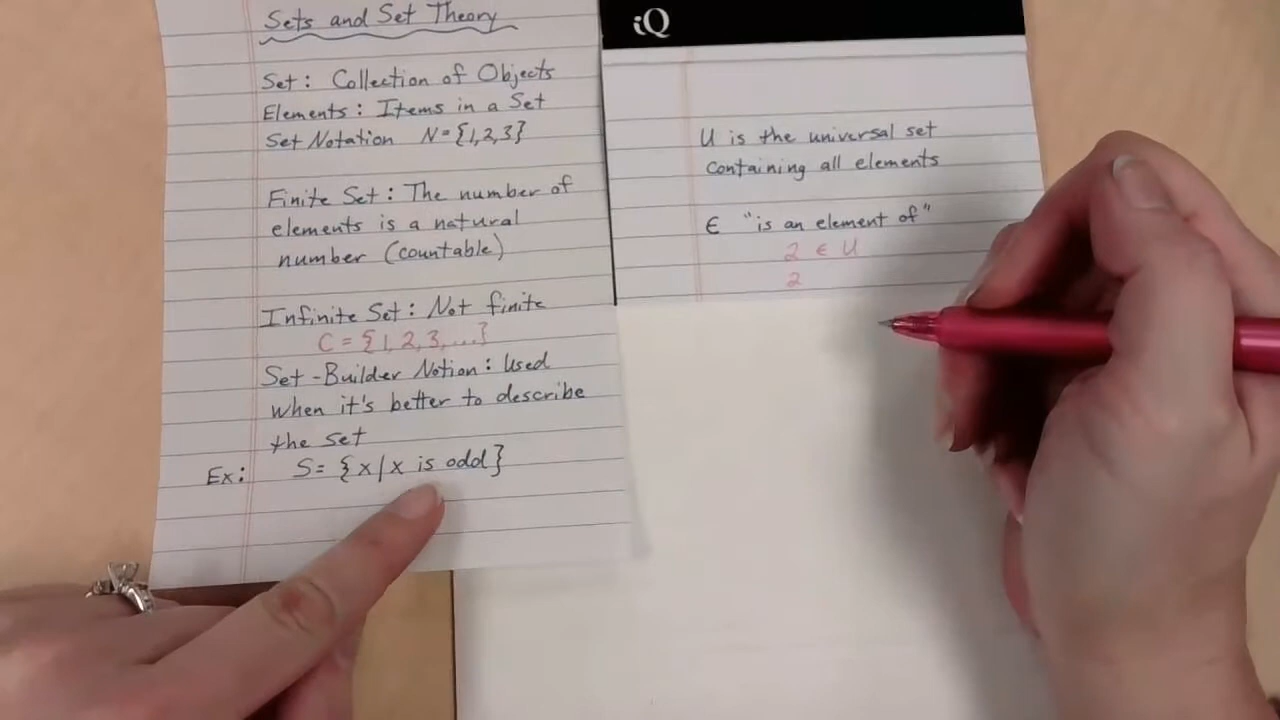 Sets and Set Theory
Set: Collection of Objects
Elements: Items in a Set
Set Notation N={1,2,3}
Finite Set: The number of
elements is a natural
number (countable)
Infinite Set: Not finite
C = {1, 2, 3, ...}
Set-Builder Notion: Used
when it's better to describe
the set
Ex: S= {x/x is odd}
iQ
U is the universal set
containing all elements
∈ "is an element of"
2 ∈ U
2